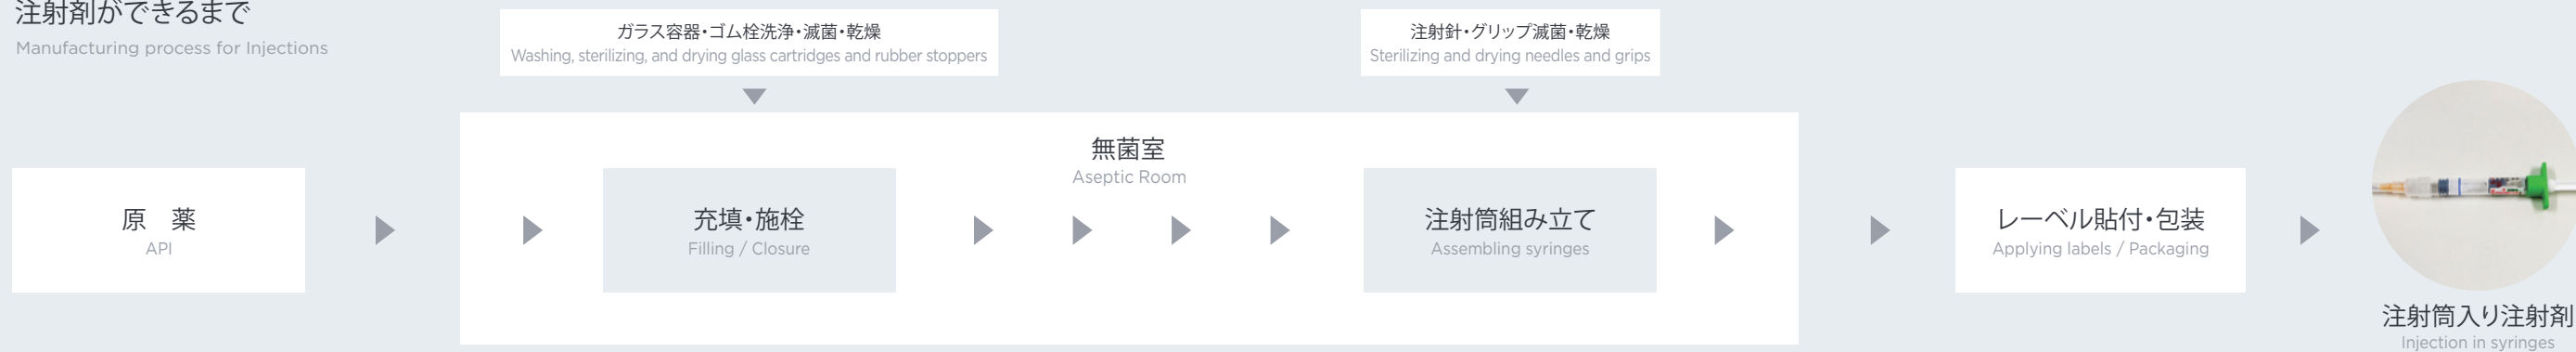 注射剤ができるまで
Manufacturing process for Injections
ガラス容器・ゴム栓洗浄・滅菌・乾燥
Washing, sterilizing, and drying glass cartridges and rubber stoppers
注射針・グリップ滅菌・乾燥
Sterilizing and drying needles and grips
無菌室
Aseptic Room
原　薬
API
充填・施栓
Filling / Closure
注射筒組み立て
Assembling syringes
レーベル貼付・包装
Applying labels / Packaging
注射筒入り注射剤
Injection in syringes